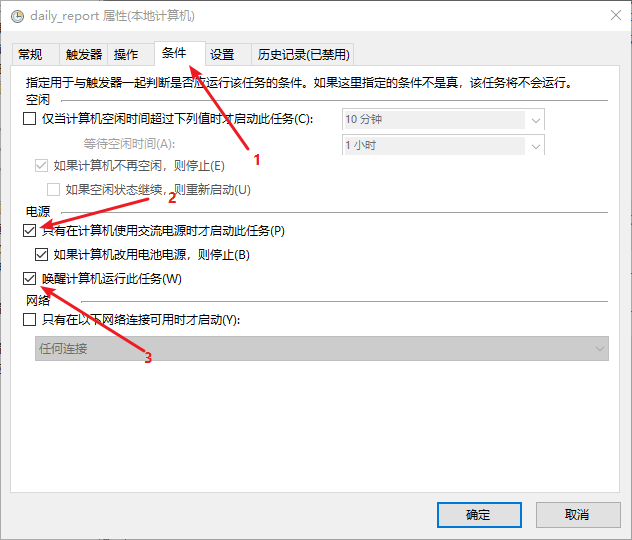 daily_report 属性(本地计算机)
常规 触发器 操作 条件 设置 历史记录(已禁用)
指定用于与触发器一起判断是否应运行该任务的条件。如果这里指定的条件不是真，该任务将不会运行。
空闲
仅当计算机空闲时间超过下列值时才启动此任务(C): 10 分钟
等待空闲时间(A): 1 小时
1
如果计算机不再空闲，则停止(E)
如果空闲状态继续，则重新启动(U)
2
电源
只有在计算机使用交流电源时才启动此任务(P)
如果计算机改用电池电源，则停止(B)
唤醒计算机运行此任务(W)
网络
只有在以下网络连接可用时才启动(Y):
任何连接
3
确定 取消